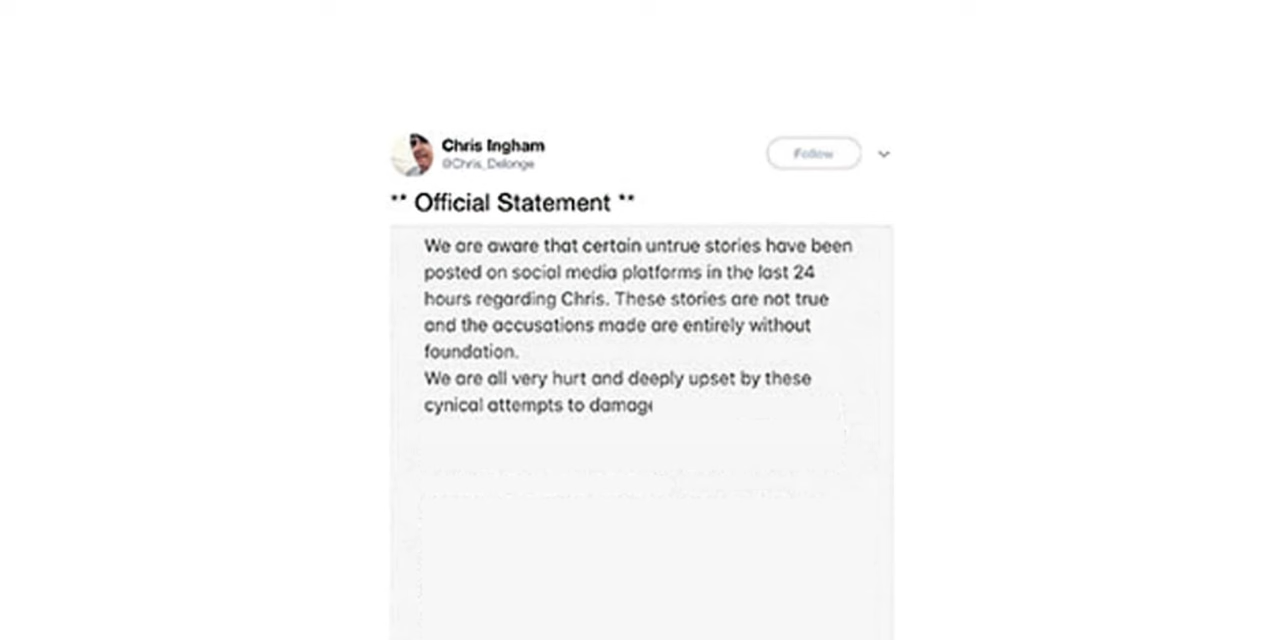 Chris Ingham
@Chris_Delonge
Follow
** Official Statement **
We are aware that certain untrue stories have been
posted on social media platforms in the last 24
hours regarding Chris. These stories are not true
and the accusations made are entirely without
foundation.
We are all very hurt and deeply upset by these
cynical attempts to damage